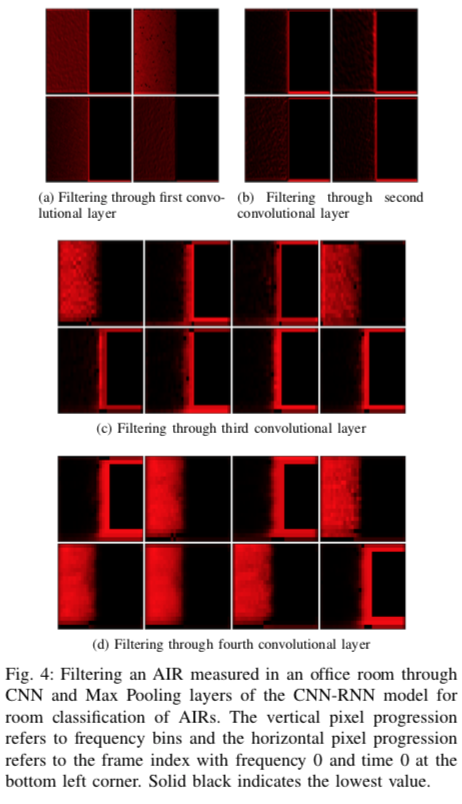 (a) Filtering through first convo-
lutional layer
(b) Filtering through second
convolutional layer
(c) Filtering through third convolutional layer
(d) Filtering through fourth convolutional layer
Fig. 4: Filtering an AIR measured in an office room through
CNN and Max Pooling layers of the CNN-RNN model for
room classification of AIRs. The vertical pixel progression
refers to frequency bins and the horizontal pixel progression
refers to the frame index with frequency 0 and time 0 at the
bottom left corner. Solid black indicates the lowest value.